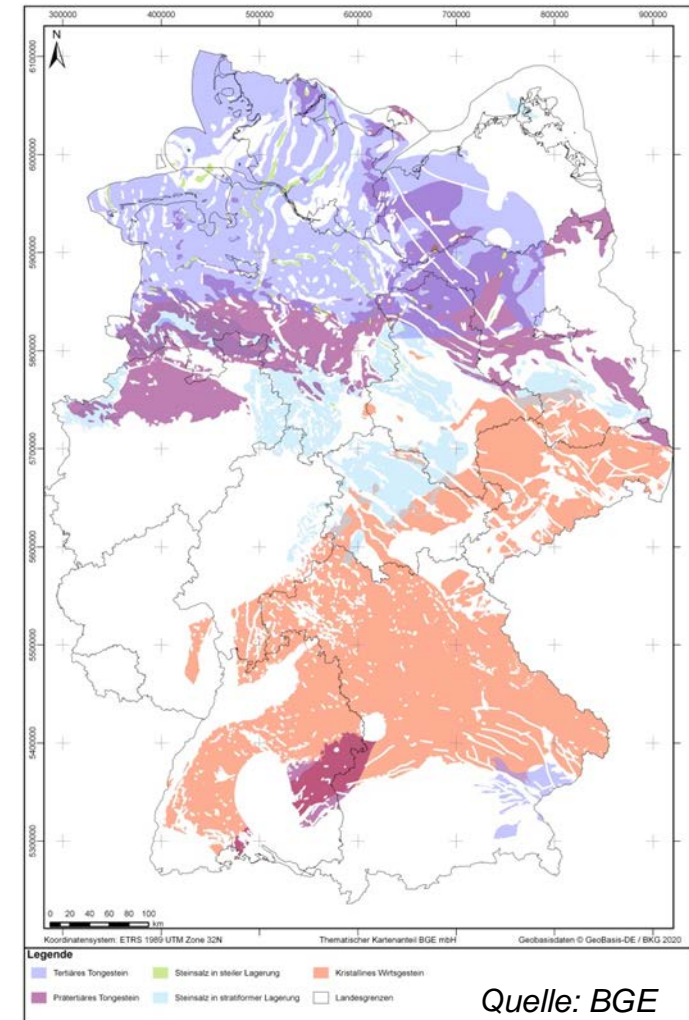 300000 400000 500000 600000 700000 800000 900000
N
6100000
6000000
5900000
5800000
5700000
5600000
5500000
5400000
5300000
0 20 40 60 80 100
km
Koordinatensystem: ETRS 1989 UTM Zone 32N Thematischer Kartenanteil BGE mbH Geobasisdaten © GeoBasis-DE / BKG 2020
Legende
Tertiäres Tongestein Steinsalz in steiler Lagerung Kristallines Wirtsgestein
Prätertiäres Tongestein Steinsalz in stratiformer Lagerung Landesgrenzen
Quelle: BGE